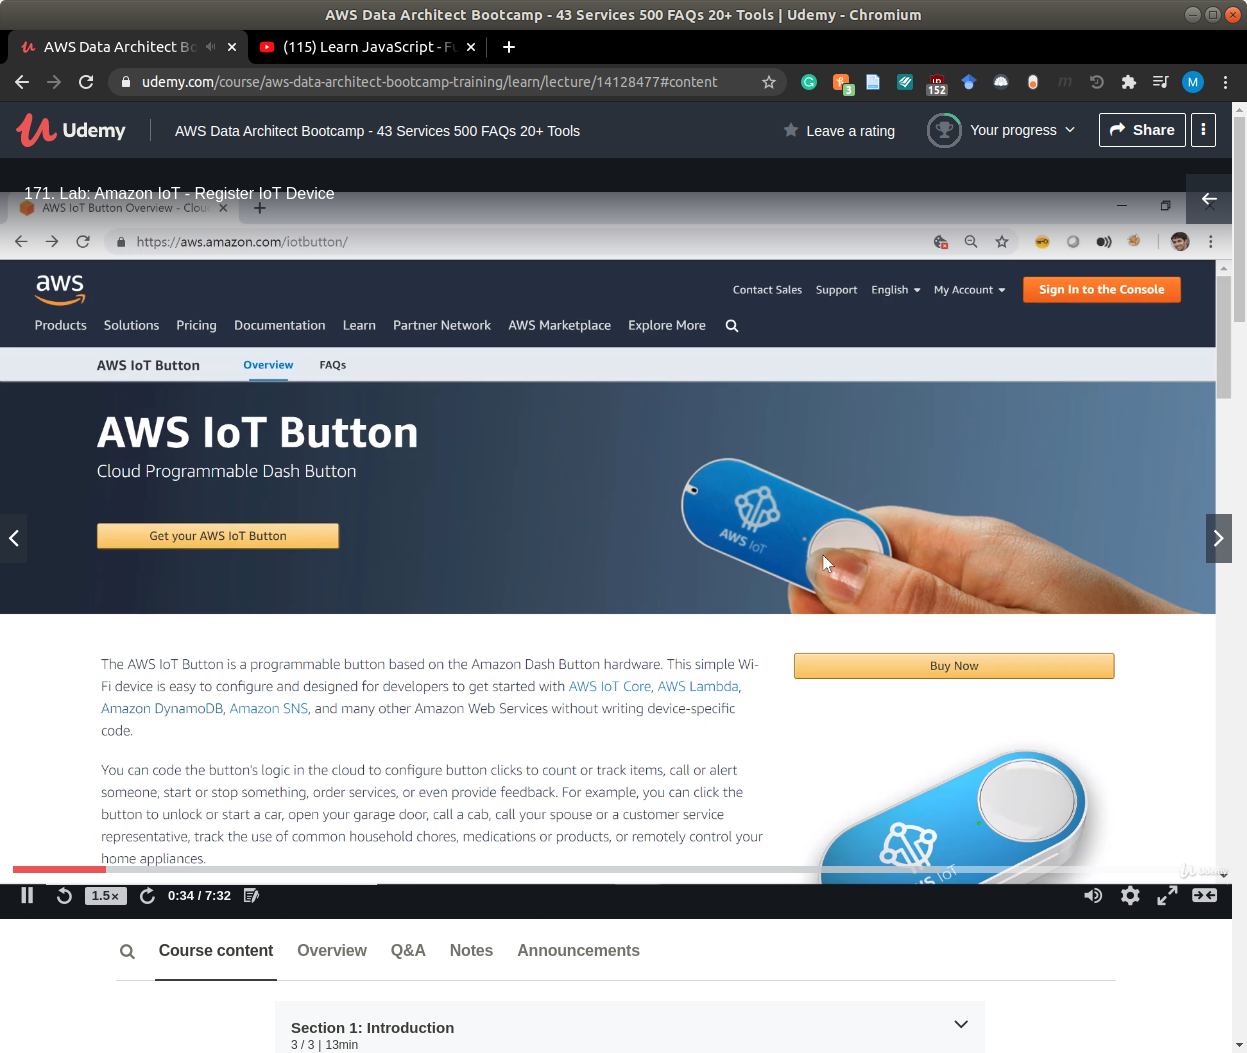 AWS Data Architect Bootcamp - 43 Services 500 FAQs 20+ Tools | Udemy - Chromium
AWS Data Architect Bo
(115) Learn JavaScript - Fu
udemy.com/course/aws-data-architect-bootcamp-training/learn/lecture/14128477#content
3
152
M
Udemy
AWS Data Architect Bootcamp - 43 Services 500 FAQs 20+ Tools
Leave a rating
Your progress
Share
171. Lab: Amazon IoT - Register IoT Device
AWS IoT Button Overview - Clou
https://aws.amazon.com/iotbutton/
aws
Contact Sales
Support
English
My Account
Sign In to the Console
Products
Solutions
Pricing
Documentation
Learn
Partner Network
AWS Marketplace
Explore More
AWS IoT Button
Overview
FAQs
AWS IoT Button
Cloud Programmable Dash Button
Get your AWS IoT Button
AWS IoT
The AWS IoT Button is a programmable button based on the Amazon Dash Button hardware. This simple Wi-
Fi device is easy to configure and designed for developers to get started with AWS IoT Core, AWS Lambda,
Amazon DynamoDB, Amazon SNS, and many other Amazon Web Services without writing device-specific
code.
Buy Now
You can code the button's logic in the cloud to configure button clicks to count or track items, call or alert
someone, start or stop something, order services, or even provide feedback. For example, you can click the
button to unlock or start a car, open your garage door, call a cab, call your spouse or a customer service
representative, track the use of common household chores, medications or products, or remotely control your
home appliances.
AWS IoT
Udemy
1.5×
0:34 / 7:32
Course content
Overview
Q&A
Notes
Announcements
Section 1: Introduction
3 / 3 | 13min